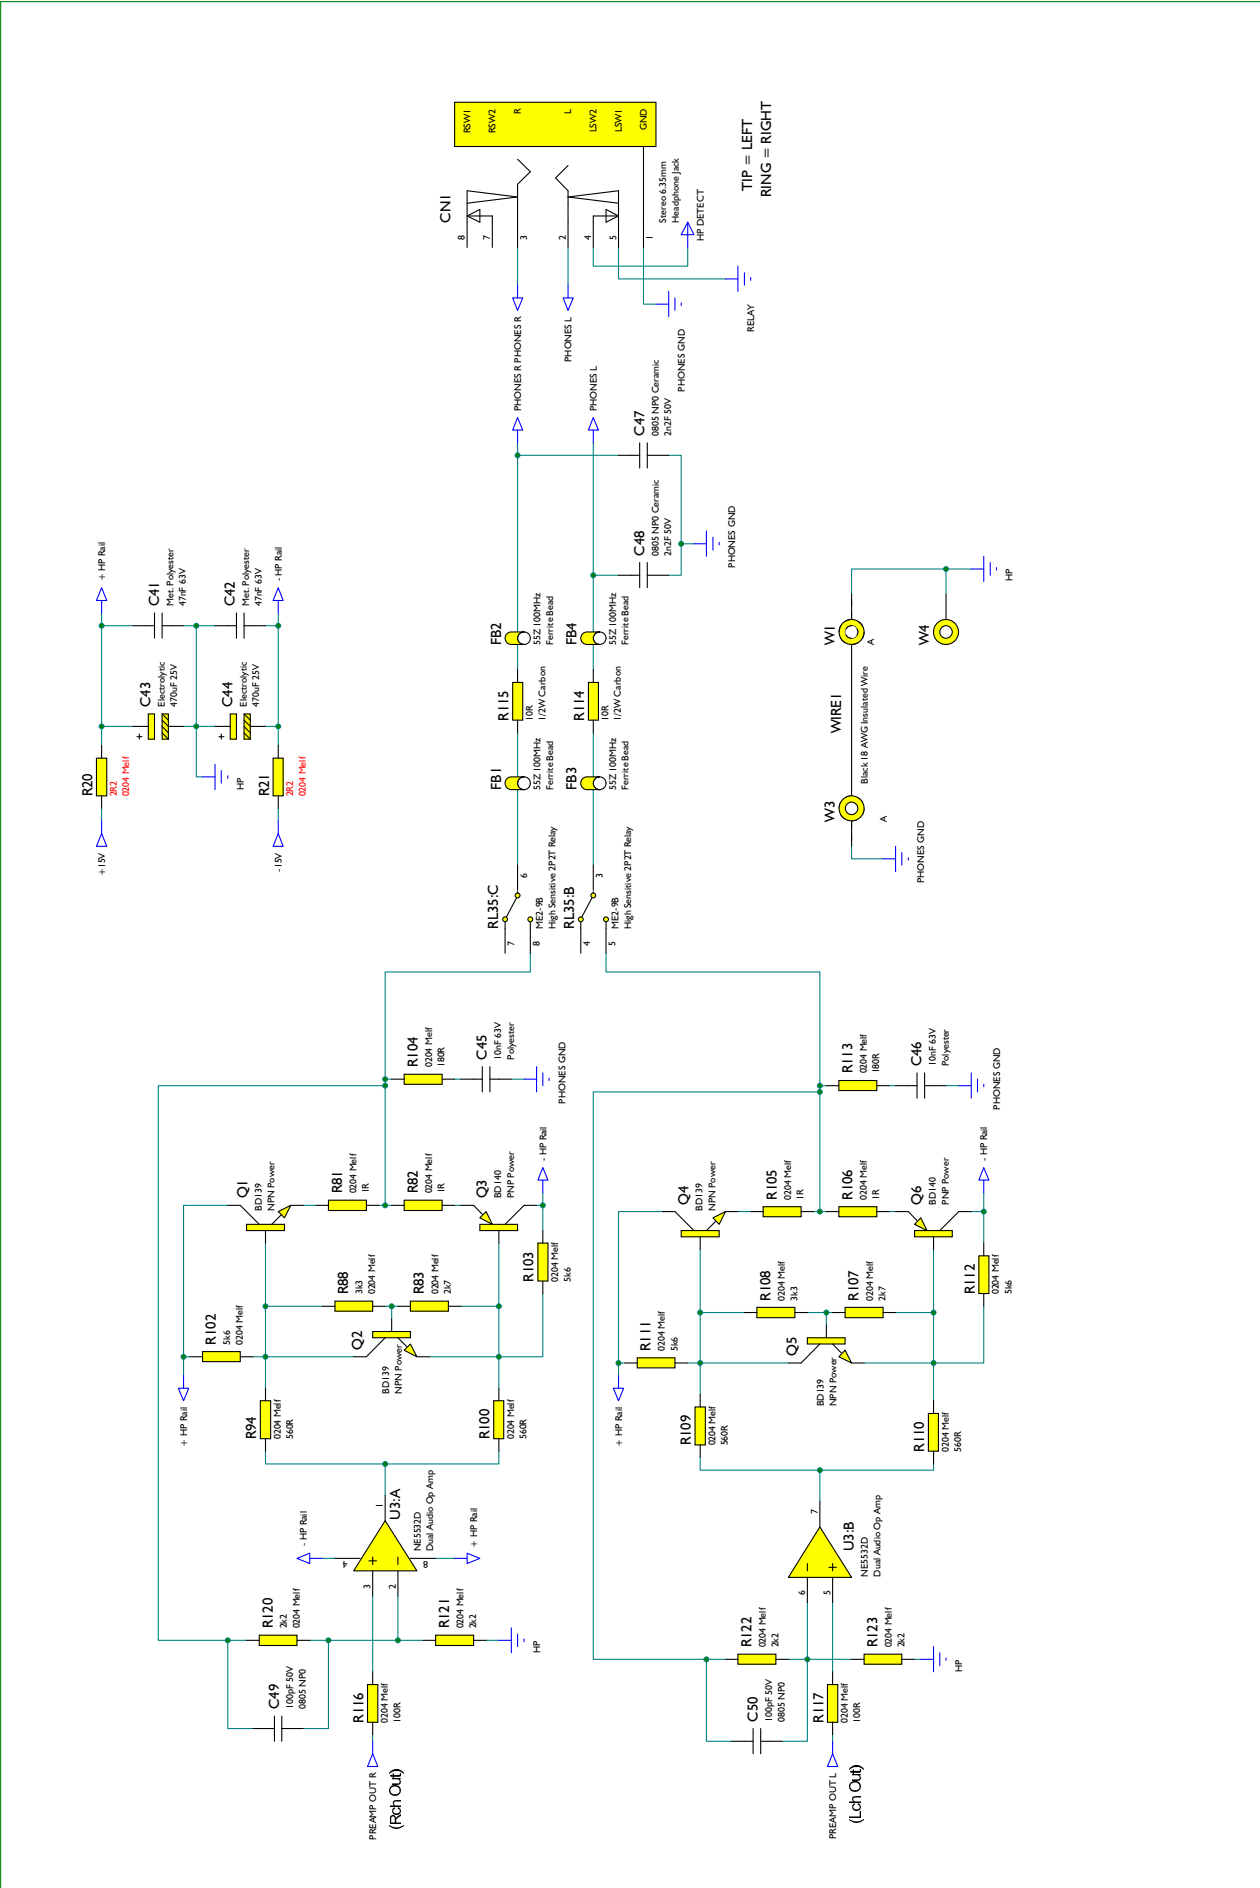 RSW1
RSW2
R
L
LSW2
LSW1
GND
CN1
8
7
3
2
4
5
1
Stereo 6.35mm
Headphone Jack
HP DETECT
TIP = LEFT
RING = RIGHT
PHONES R
PHONES R
PHONES L
PHONES L
PHONES GND
RELAY
C47
0805 NP0 Ceramic
2n2F 50V
C48
0805 NP0 Ceramic
2n2F 50V
PHONES GND
+ HP Rail
C41
Met. Polyester
47nF 63V
C42
Met. Polyester
47nF 63V
- HP Rail
+
C43
Electrolytic
470uF 25V
+
C44
Electrolytic
470uF 25V
R20
2R2
0204 Melf
HP
R21
2R2
0204 Melf
+15V
-15V
FB2
55Z 100MHz
Ferrite Bead
FB4
55Z 100MHz
Ferrite Bead
R115
10R
1/2W Carbon
R114
10R
1/2W Carbon
FB1
55Z 100MHz
Ferrite Bead
FB3
55Z 100MHz
Ferrite Bead
RL35:C
6
7
8
ME2-9B
High Sensitive 2P2T Relay
RL35:B
3
4
5
ME2-9B
High Sensitive 2P2T Relay
W1
A
W4
HP
WIRE1
Black 18 AWG Insulated Wire
W3
A
PHONES GND
R104
0204 Melf
180R
C45
10nF 63V
Polyester
PHONES GND
R113
0204 Melf
180R
C46
10nF 63V
Polyester
PHONES GND
Q1
BD139
NPN Power
R81
0204 Melf
1R
R82
0204 Melf
1R
Q3
BD140
PNP Power
- HP Rail
R103
0204 Melf
5k6
R88
3k3
0204 Melf
R83
0204 Melf
2k7
R102
5k6
0204 Melf
Q2
BD139
NPN Power
+ HP Rail
R94
0204 Melf
560R
R100
0204 Melf
560R
Q4
BD139
NPN Power
R105
0204 Melf
1R
R106
0204 Melf
1R
Q6
BD140
PNP Power
- HP Rail
R112
0204 Melf
5k6
R108
0204 Melf
3k3
R107
0204 Melf
2k7
R111
0204 Melf
5k6
Q5
BD139
NPN Power
+ HP Rail
R109
0204 Melf
560R
R110
0204 Melf
560R
- HP Rail
4
+
-
1
8
3
2
U3:A
NE5532D
Dual Audio Op Amp
+ HP Rail
7
-
+
6
5
U3:B
NE5532D
Dual Audio Op Amp
R120
2k2
0204 Melf
R121
0204 Melf
2k2
HP
C49
100pF 50V
0805 NP0
R116
0204 Melf
100R
PREAMP OUT R
(Rch Out)
R122
0204 Melf
2k2
R123
0204 Melf
2k2
HP
C50
100pF 50V
0805 NP0
R117
0204 Melf
100R
PREAMP OUT L
(Lch Out)